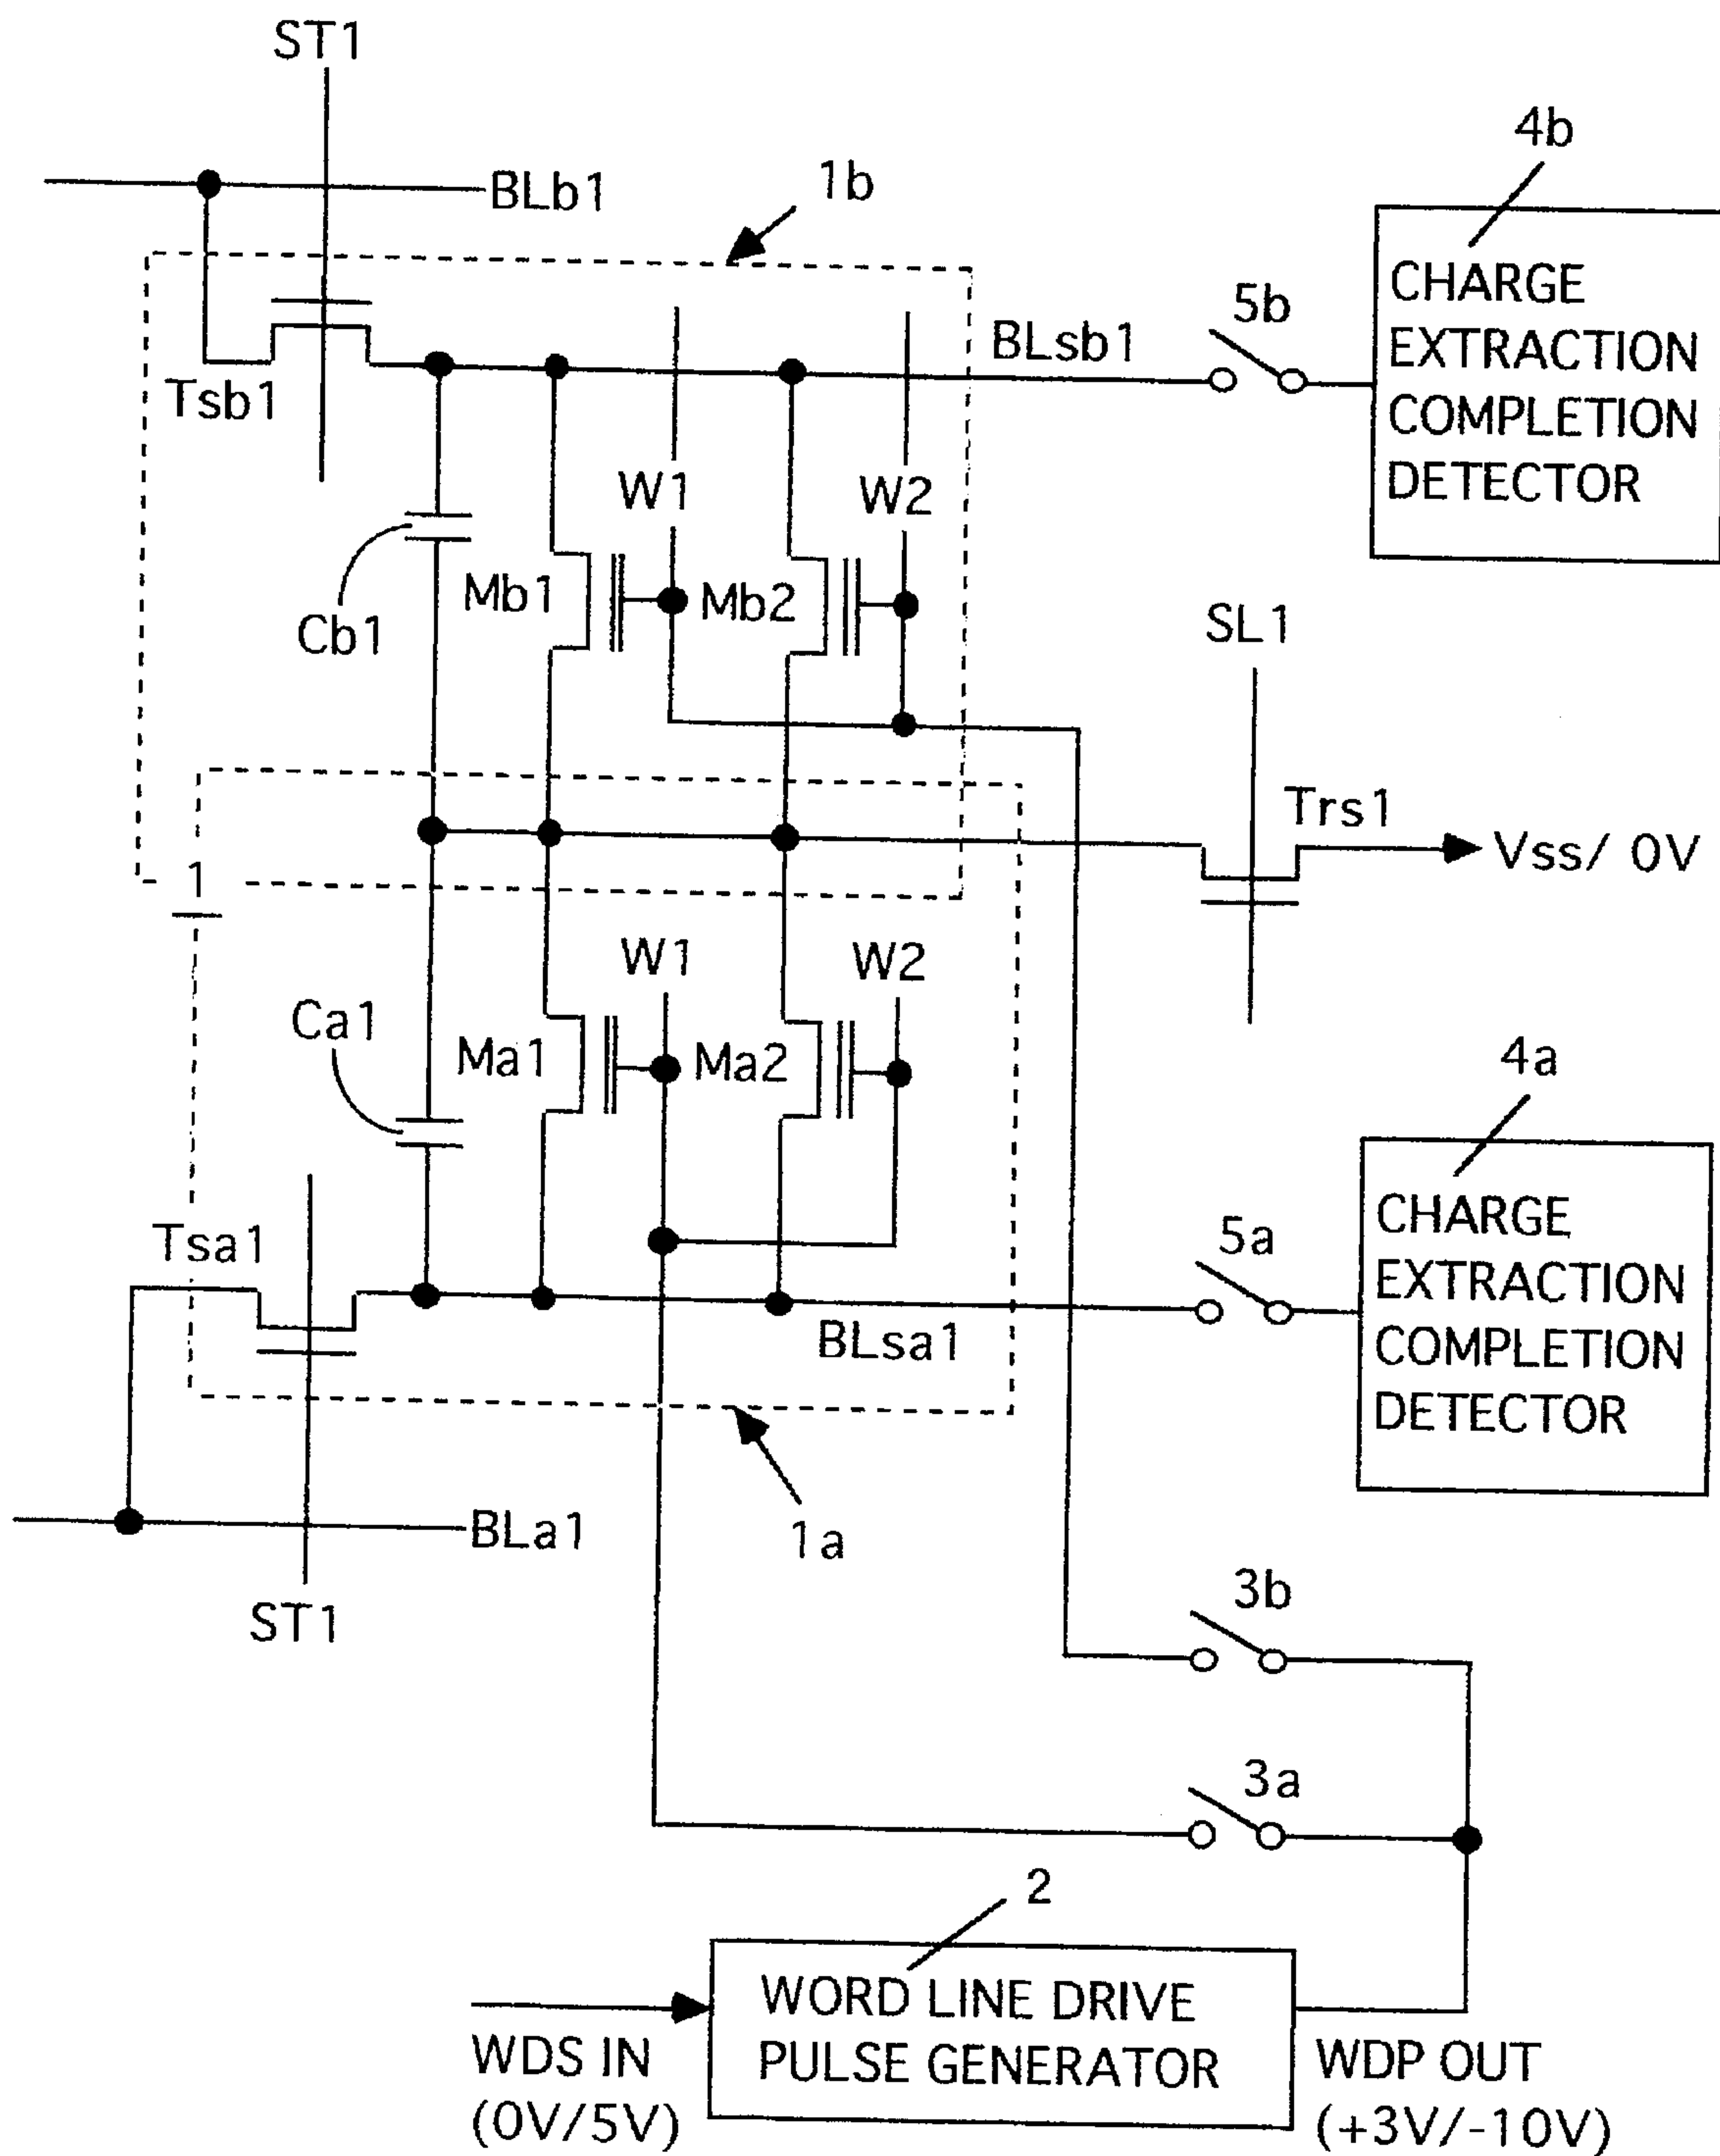 ST1
4b
BLb1
1b
CHARGE
EXTRACTION
COMPLETION
DETECTOR
5b
BLsb1
Tsb1
W1
W2
Mb1
Mb2
Cb1
SL1
Trs1
Vss/ 0V
1
W1
W2
Ca1
Ma1
Ma2
4a
CHARGE
EXTRACTION
COMPLETION
DETECTOR
5a
Tsa1
BLsa1
BLa1
1a
ST1
3b
3a
2
WORD LINE DRIVE
PULSE GENERATOR
WDS IN
(0V/5V)
WDP OUT
(+3V/-10V)